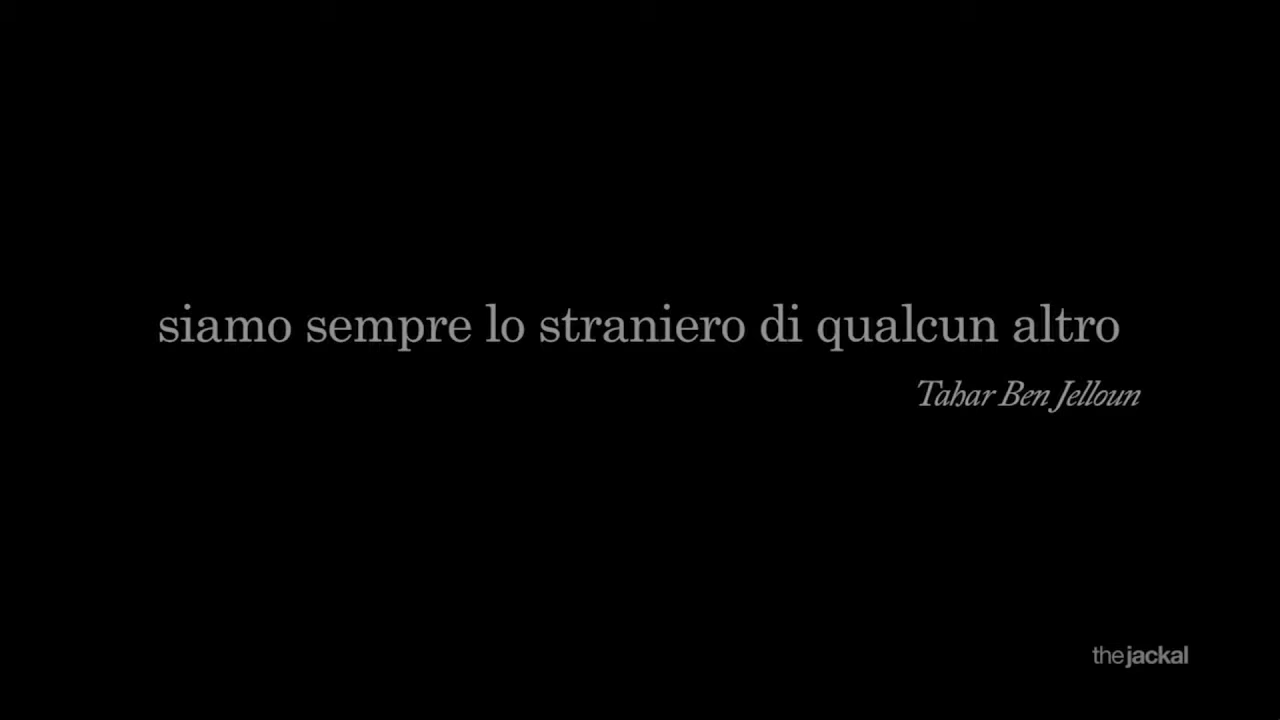 siamo sempre lo straniero di qualcun altro
Tahar Ben Jelloun
thejackal